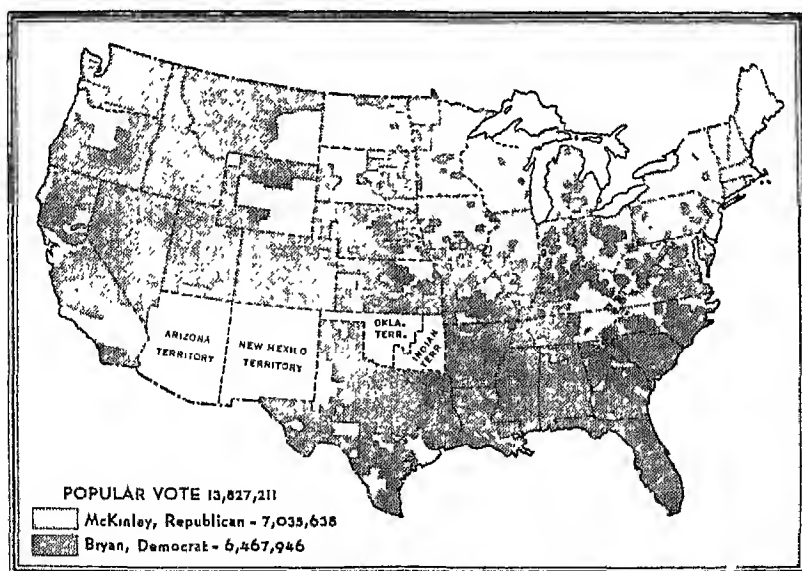 ARIZONA
TERRITORY
NEW MEXICO
TERRITORY
OKLA.
TERR.
INDIAN
TERR.
POPULAR VOTE 13,827,211
McKinley, Republican - 7,035,638
Bryan, Democrat - 6,467,946